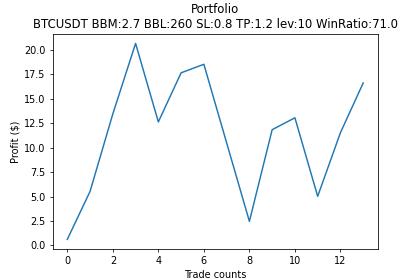 Portfolio
BTCUSDT BBM:2.7 BBL:260 SL:0.8 TP:1.2 lev:10 WinRatio:71.0
20.0
17.5
15.0
12.5
10.0
7.5
5.0
2.5
0.0
Profit ($)
0 2 4 6 8 10 12
Trade counts